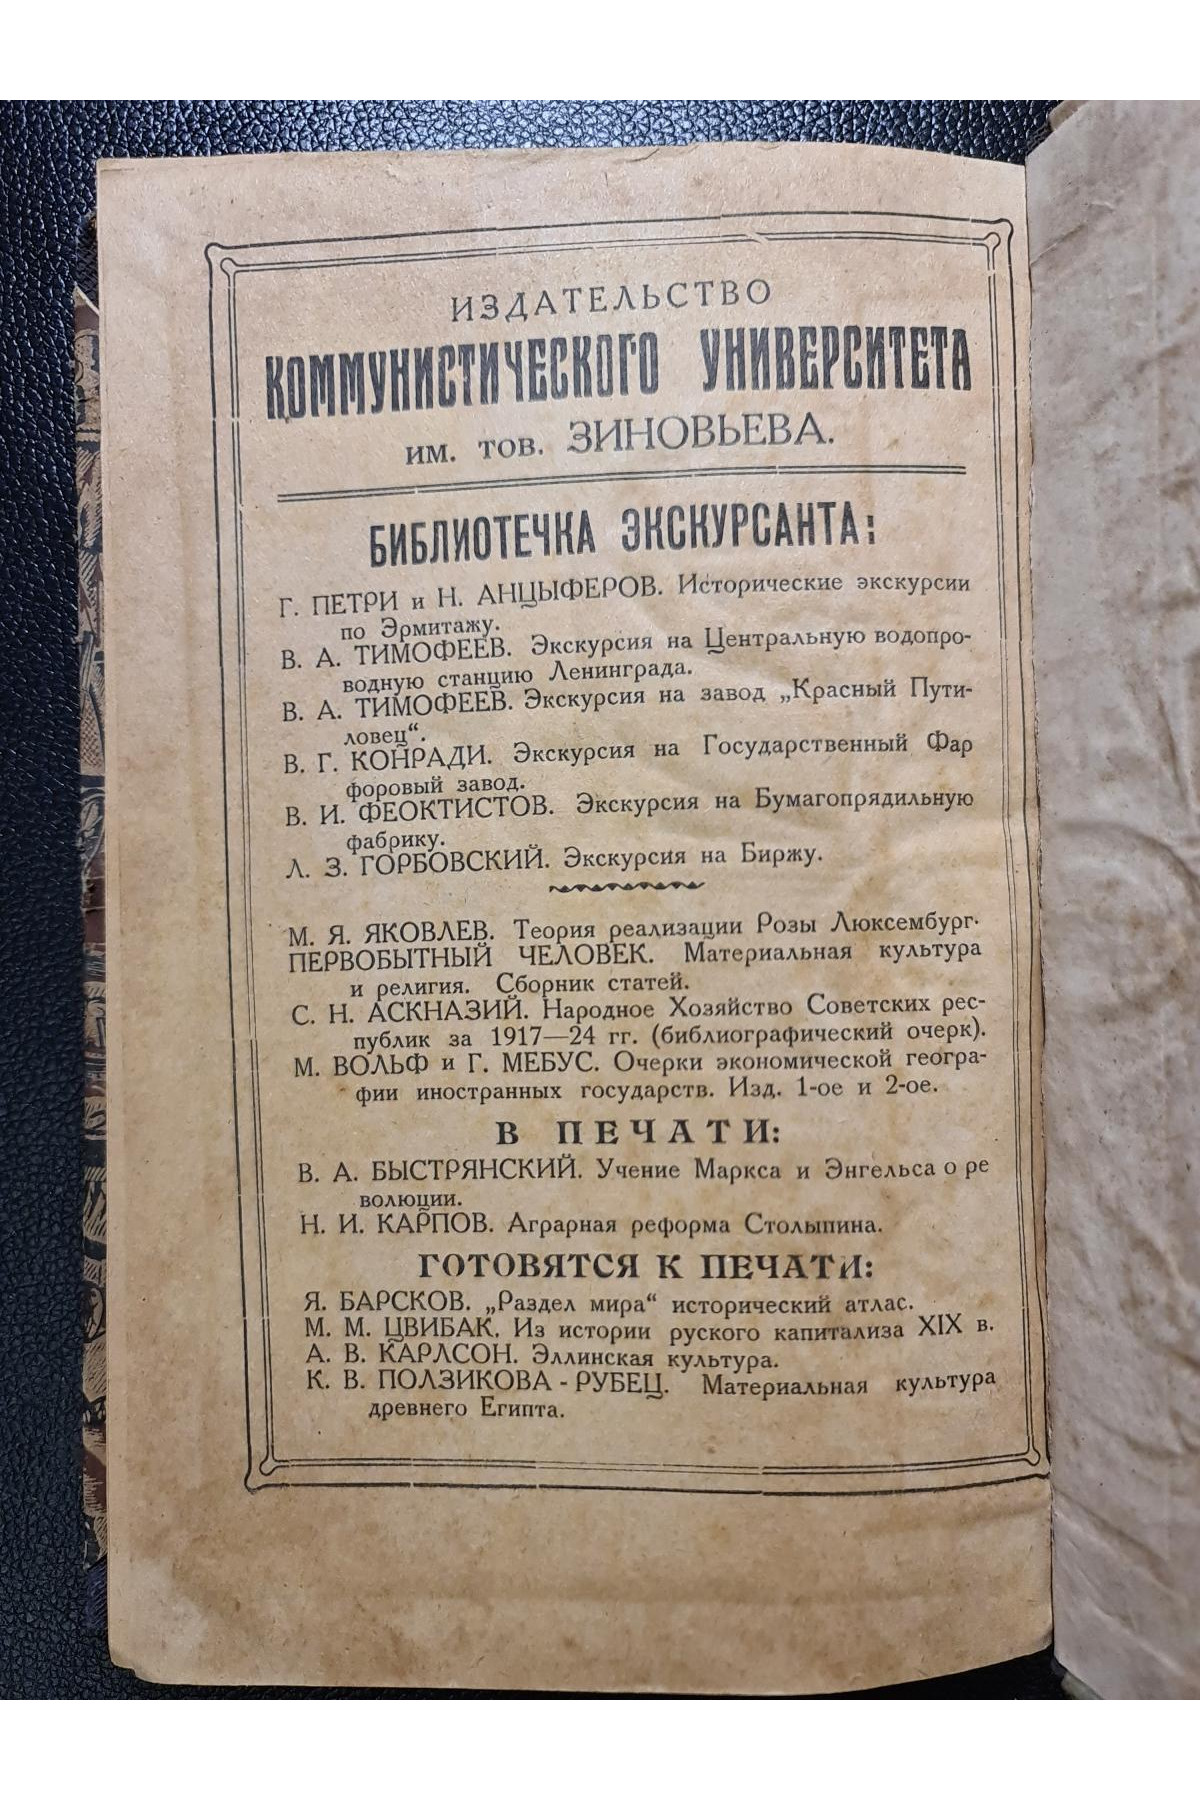 ИЗДАТЕЛЬСТВО
КОММУНИСТИЧЕСКОГО УНИВЕРСИТЕТА
им. тов. ЗИНОВЬЕВА.
БИБЛИОТЕЧКА ЭКСКУРСАНТА:
Г. ПЕТРИ и Н. АНЦЫФЕРОВ. Исторические экскурсии
по Эрмитажу.
В. А. ТИМОФЕЕВ. Экскурсия на Центральную водопро-
водную станцию Ленинграда.
В. А. ТИМОФЕЕВ. Экскурсия на завод „Красный Пути-
ловец“.
В. Г. КОНРАДИ. Экскурсия на Государственный Фар
форовый завод.
В. И. ФЕОКТИСТОВ. Экскурсия на Бумагопрядильную
фабрику.
Л. З. ГОРБОВСКИЙ. Экскурсия на Биржу.
М. Я. ЯКОВЛЕВ. Теория реализации Розы Люксембург.
ПЕРВОБЫТНЫЙ ЧЕЛОВЕК. Материальная культура
и религия. Сборник статей.
С. Н. АСКНАЗИЙ. Народное Хозяйство Советских рес-
публик за 1917—24 гг. (библиографический очерк).
М. ВОЛЬФ и Г. МЕБУС. Очерки экономической геогра-
фии иностранных государств. Изд. 1-ое и 2-ое.
В ПЕЧАТИ:
В. А. БЫСТРЯНСКИЙ. Учение Маркса и Энгельса о ре
волюции.
Н. И. КАРПОВ. Аграрная реформа Столыпина.
ГОТОВЯТСЯ К ПЕЧАТИ:
Я. БАРСКОВ. „Раздел мира“ исторический атлас.
М. М. ЦВИБАК. Из истории руского капитализа XIX в.
А. В. КАРЛСОН. Эллинская культура.
К. В. ПОЛЗИКОВА - РУБЕЦ. Материальная культура
древнего Египта.